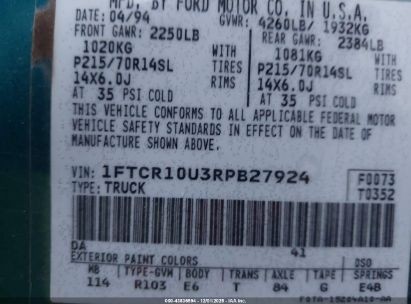 MFD. BY FORD MOTOR CO. IN U.S.A.
DATE: 04/94 GVWR: 4260LB/ 1932KG
FRONT GAWR: 2250LB REAR GAWR: 2384LB
1020KG 1081KG
P215/70R14SL TIRES P215/70R14SL TIRES
14X6.0J RIMS 14X6.0J RIMS
AT 35 PSI COLD AT 35 PSI COLD
THIS VEHICLE CONFORMS TO ALL APPLICABLE FEDERAL MOTOR
VEHICLE SAFETY STANDARDS IN EFFECT ON THE DATE OF
MANUFACTURE SHOWN ABOVE.
VIN: 1FTCR10U3RPB27924
TYPE: TRUCK
F0073
T0352
DA 41
EXTERIOR PAINT COLORS DSO
WB TYPE-GVM BODY TRANS AXLE TAPE SPRINGS
114 R103 E6 T 84 G E4B